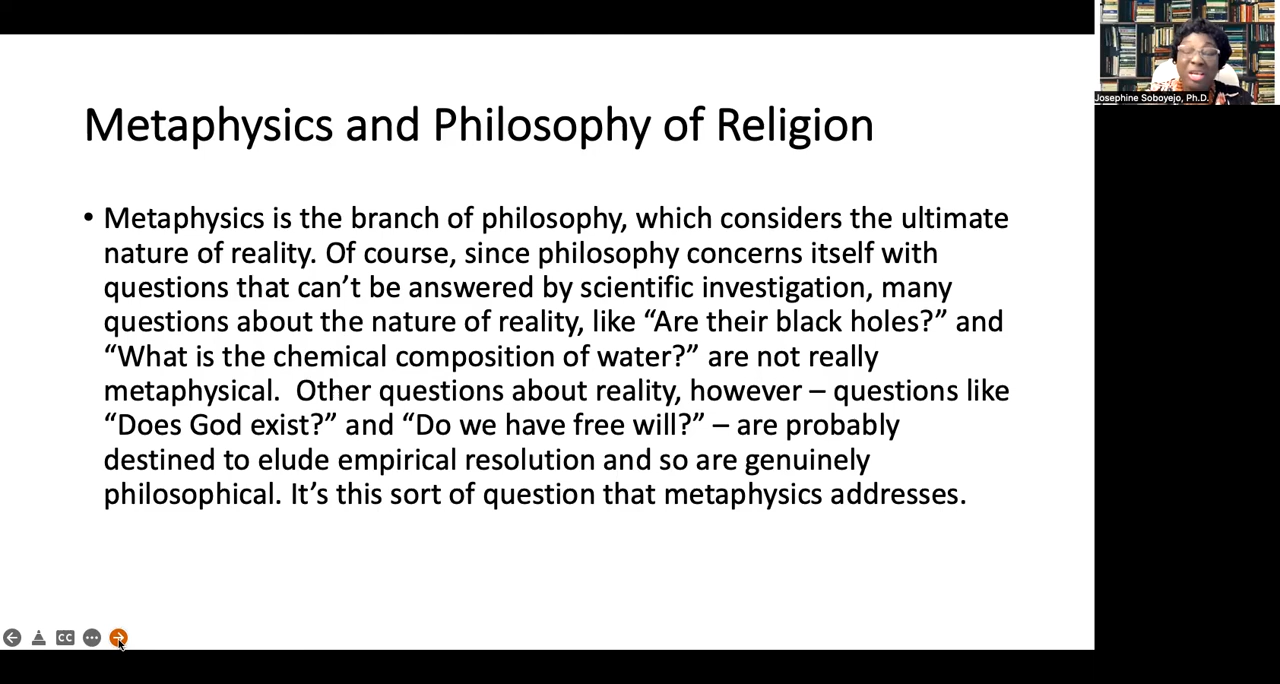 Josephine Soboyejo, Ph.D.
Metaphysics and Philosophy of Religion
• Metaphysics is the branch of philosophy, which considers the ultimate
nature of reality. Of course, since philosophy concerns itself with
questions that can’t be answered by scientific investigation, many
questions about the nature of reality, like “Are their black holes?” and
“What is the chemical composition of water?” are not really
metaphysical.  Other questions about reality, however – questions like
“Does God exist?” and “Do we have free will?” – are probably
destined to elude empirical resolution and so are genuinely
philosophical. It’s this sort of question that metaphysics addresses.
CC